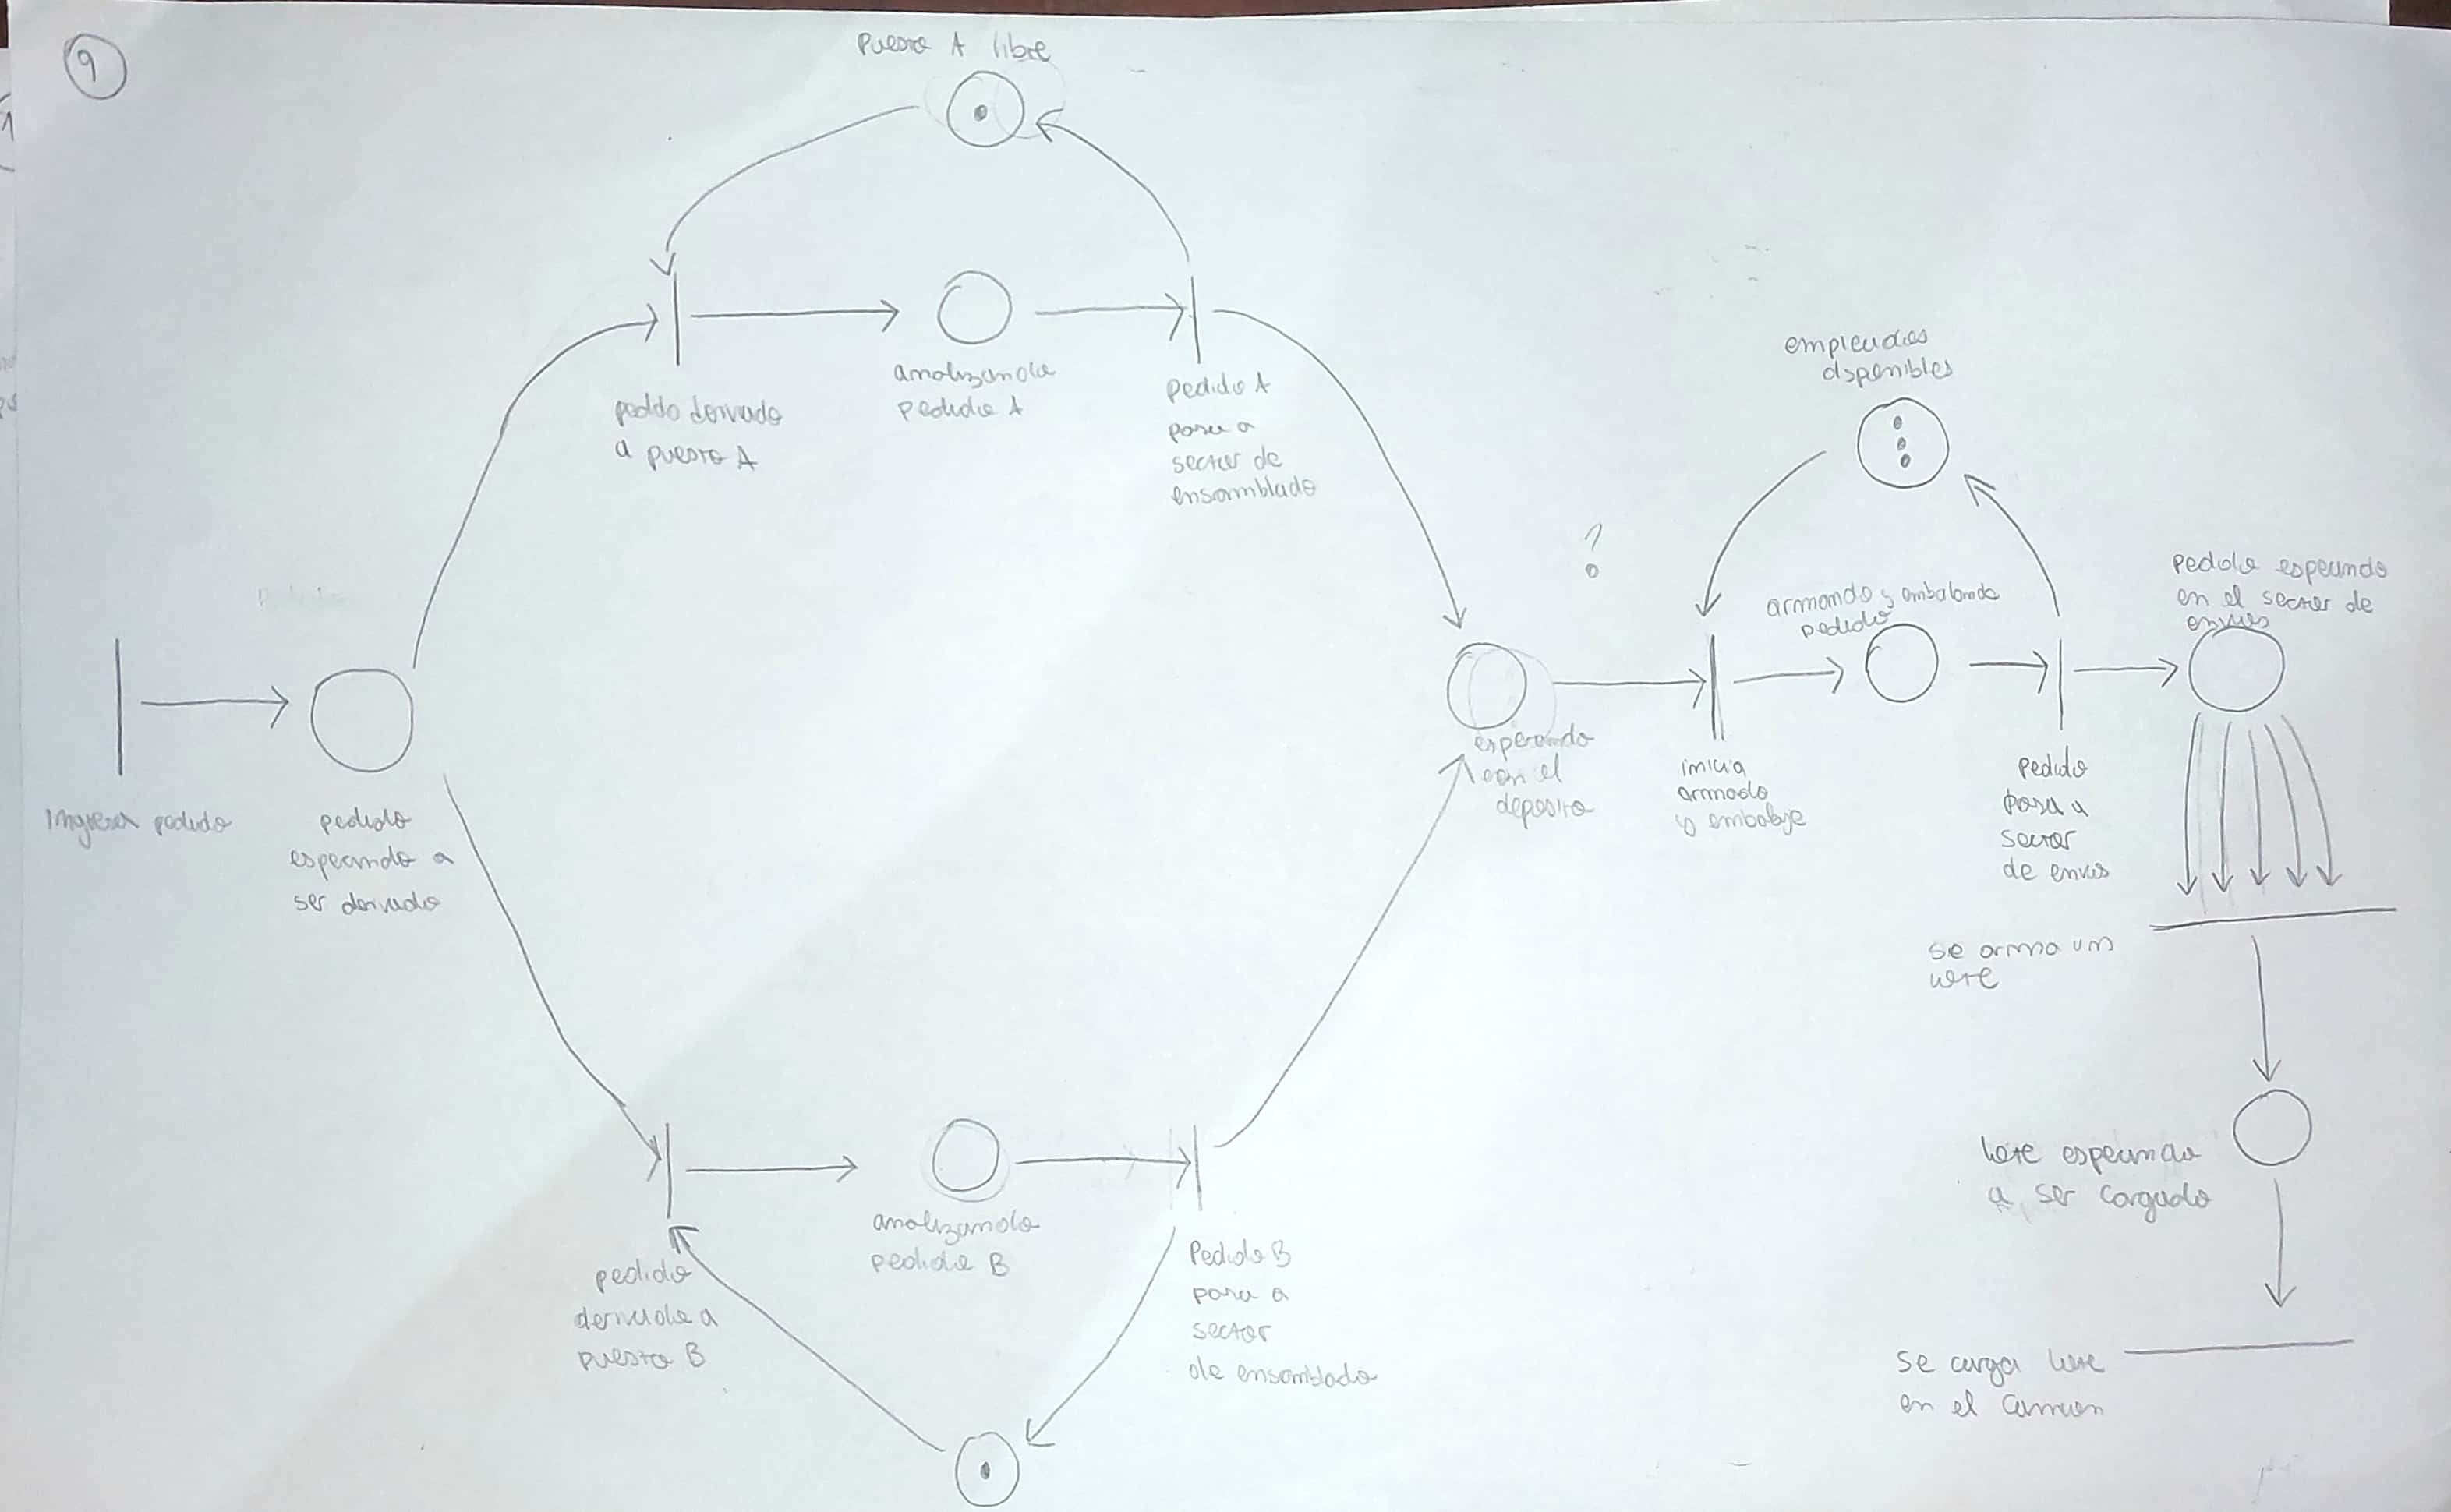 9
puesto A libre
pedido derivado
a puesto A
analizando
pedido A
Pedido A
pasa a
sector de
ensamblado
empleados
disponibles
?
armando y embalando
pedido
pedido esperando
en el sector de
envios
ingresa pedido
pedido
esperando a
ser derivado
esperando
en el
deposito
inicia
armado
y embalaje
pedido
pasa a
sector
de envios
se arma un
lote
lote esperando
a ser cargado
se carga lote
en el camion
pedido
derivado a
puesto B
analizando
pedido B
Pedido B
pasa a
sector
de ensamblado